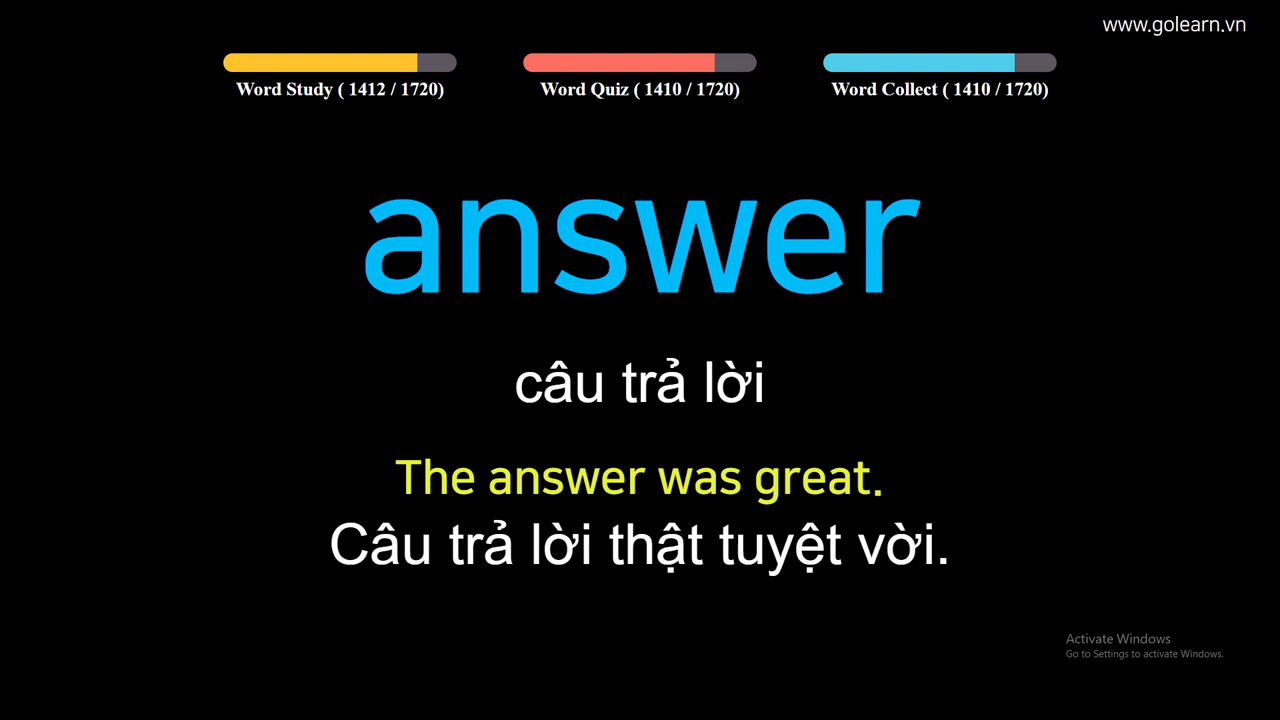 www.golearn.vn
Word Study ( 1412 / 1720)
Word Quiz ( 1410 / 1720)
Word Collect ( 1410 / 1720)
answer
câu trả lời
The answer was great.
Câu trả lời thật tuyệt vời.
Activate Windows
Go to Settings to activate Windows.